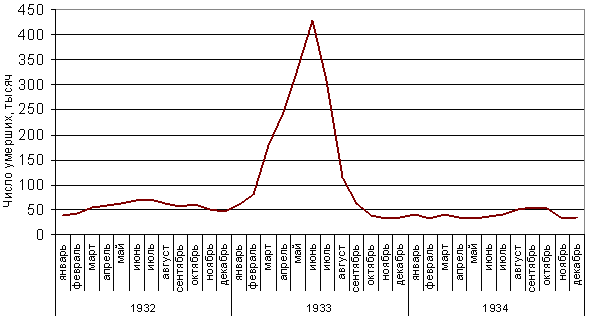 Число умерших, тысяч
450
400
350
300
250
200
150
100
50
0
январь
февраль
март
апрель
май
июнь
июль
август
сентябрь
октябрь
ноябрь
декабрь
январь
февраль
март
апрель
май
июнь
июль
август
сентябрь
октябрь
ноябрь
декабрь
январь
февраль
март
апрель
май
июнь
июль
август
сентябрь
октябрь
ноябрь
декабрь
1932
1933
1934